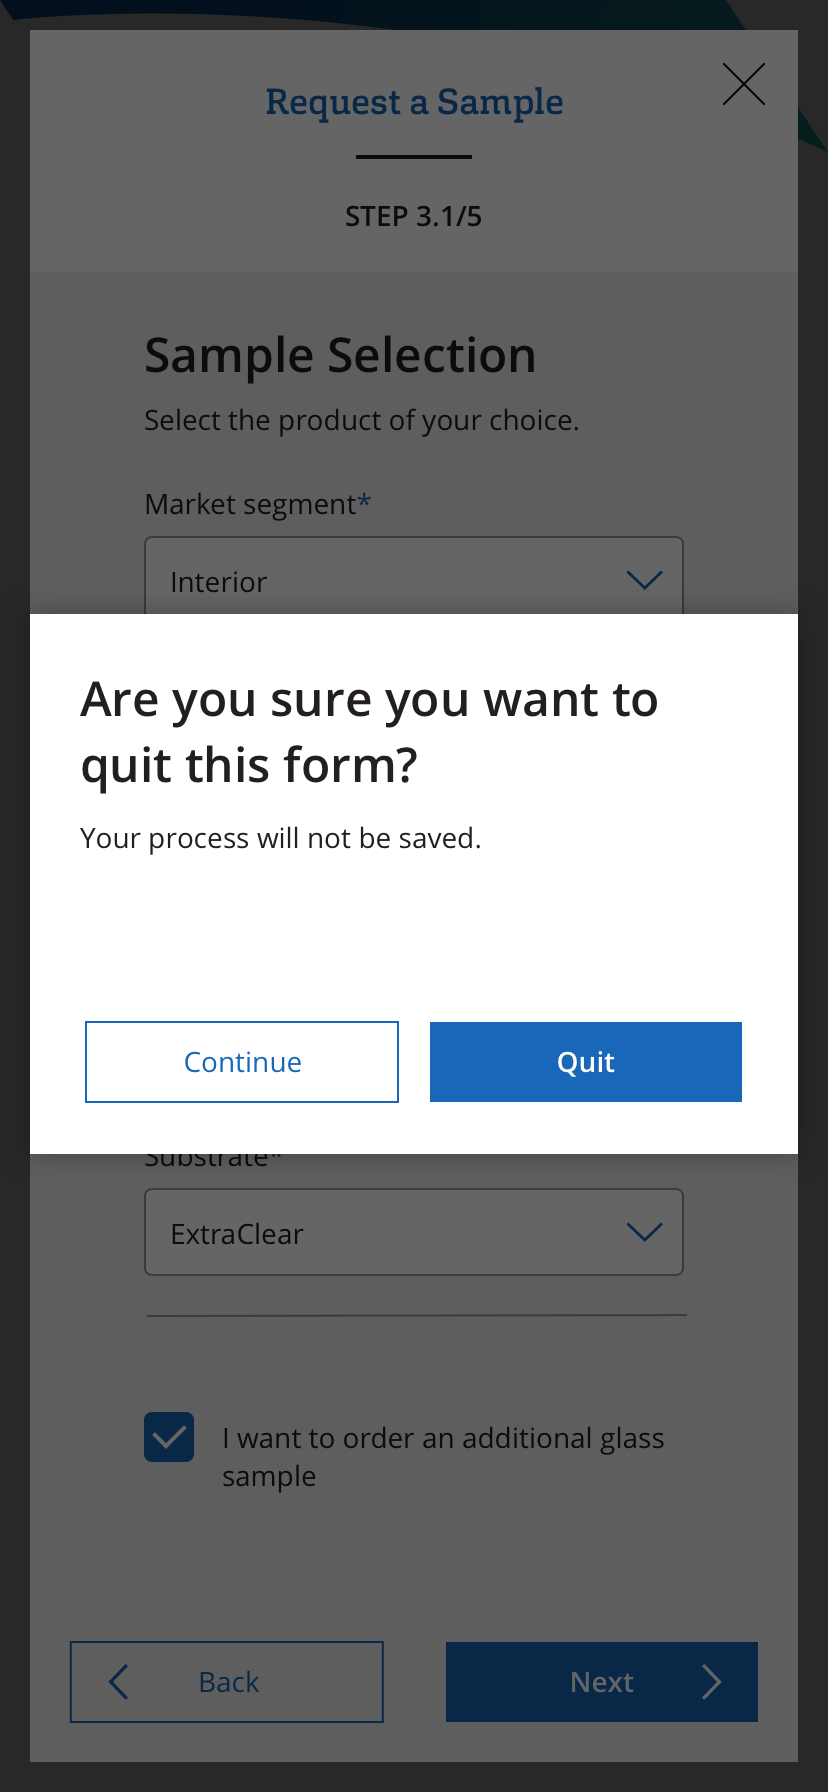 Request a Sample
STEP 3.1/5
Sample Selection
Select the product of your choice.
Market segment*
Interior
Are you sure you want to
quit this form?
Your process will not be saved.
Continue
Quit
Substrate*
ExtraClear
I want to order an additional glass
sample
Back
Next